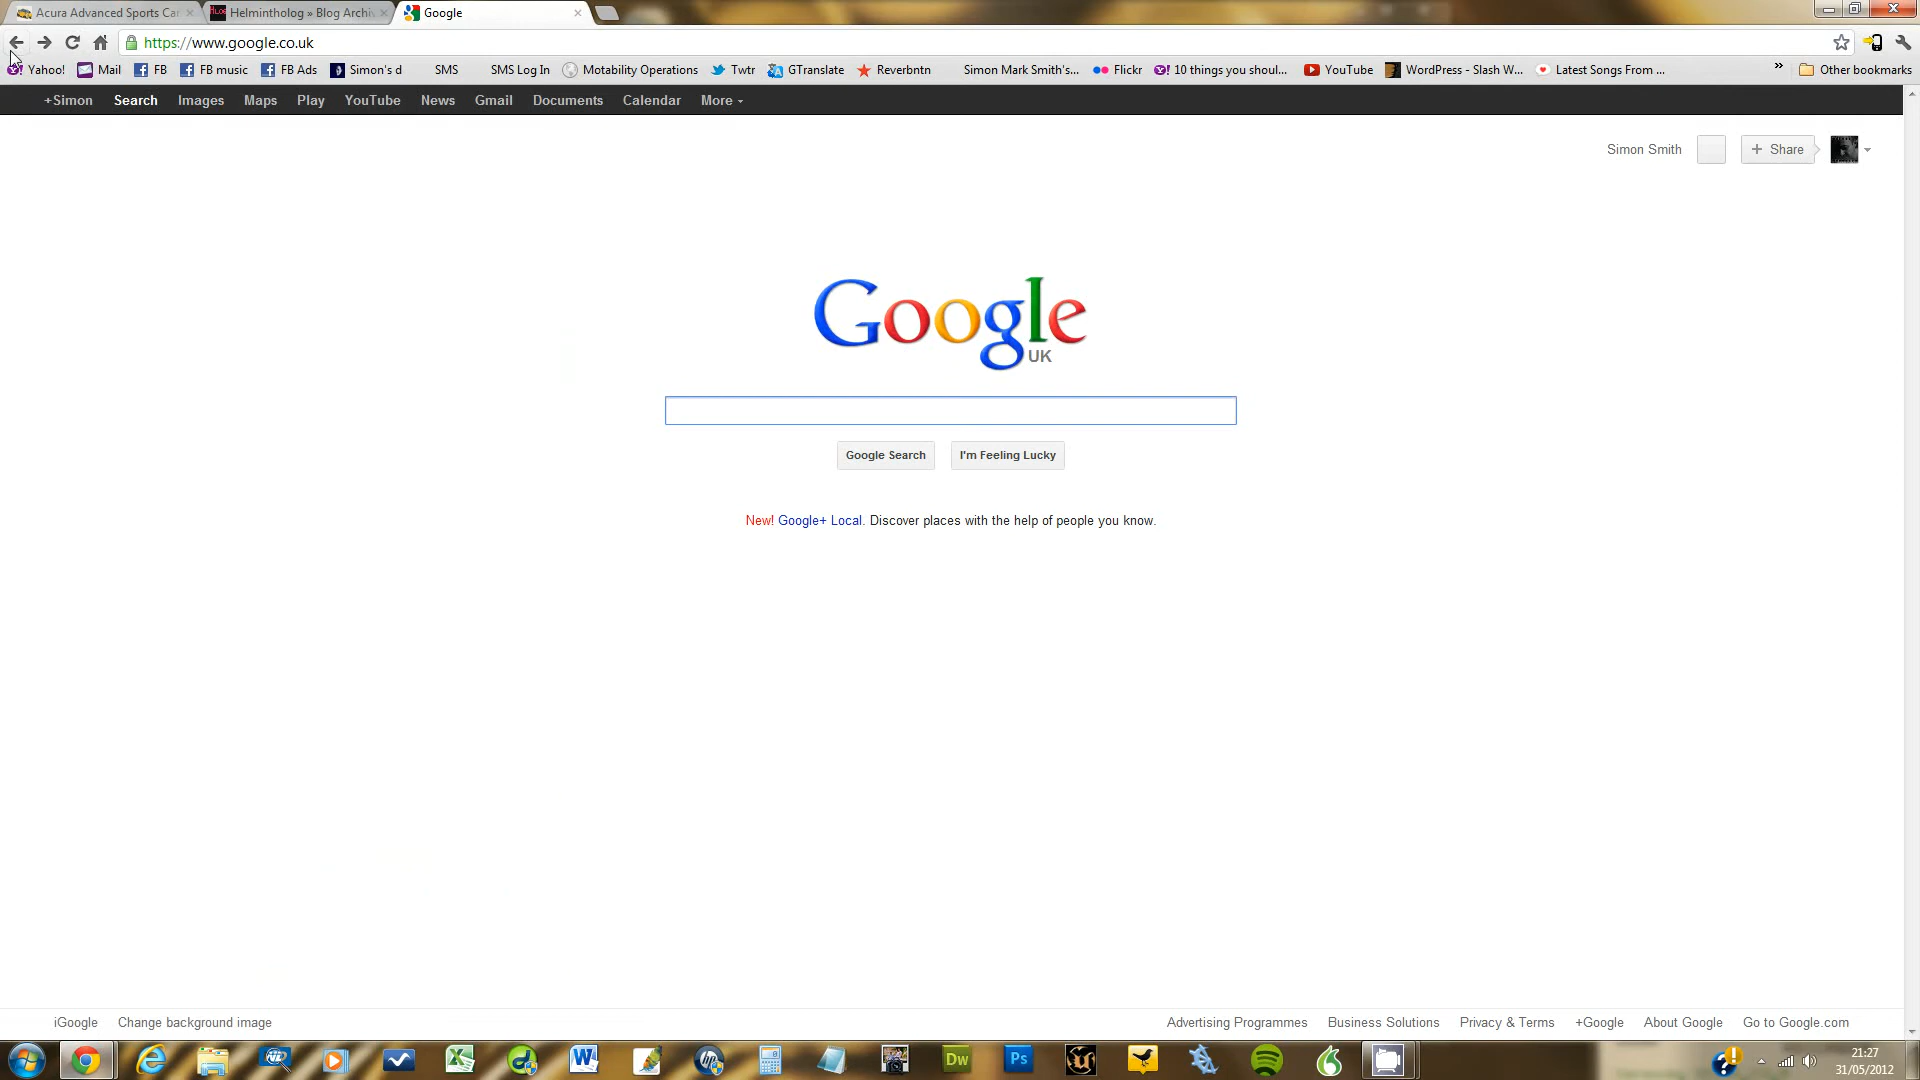 Acura Advanced Sports Car
Helmintholog » Blog Archiv
Google
https://www.google.co.uk
Yahoo! Mail FB FB music FB Ads Simon's d SMS SMS Log In Motability Operations Twtr GTranslate Reverbntn Simon Mark Smith's... Flickr 10 things you shoul... YouTube WordPress - Slash W... Latest Songs From ... » Other bookmarks
+Simon Search Images Maps Play YouTube News Gmail Documents Calendar More
Simon Smith + Share
Google
UK
Google Search I'm Feeling Lucky
New! Google+ Local. Discover places with the help of people you know.
iGoogle Change background image Advertising Programmes Business Solutions Privacy & Terms +Google About Google Go to Google.com
Dw Ps
21:27
31/05/2012